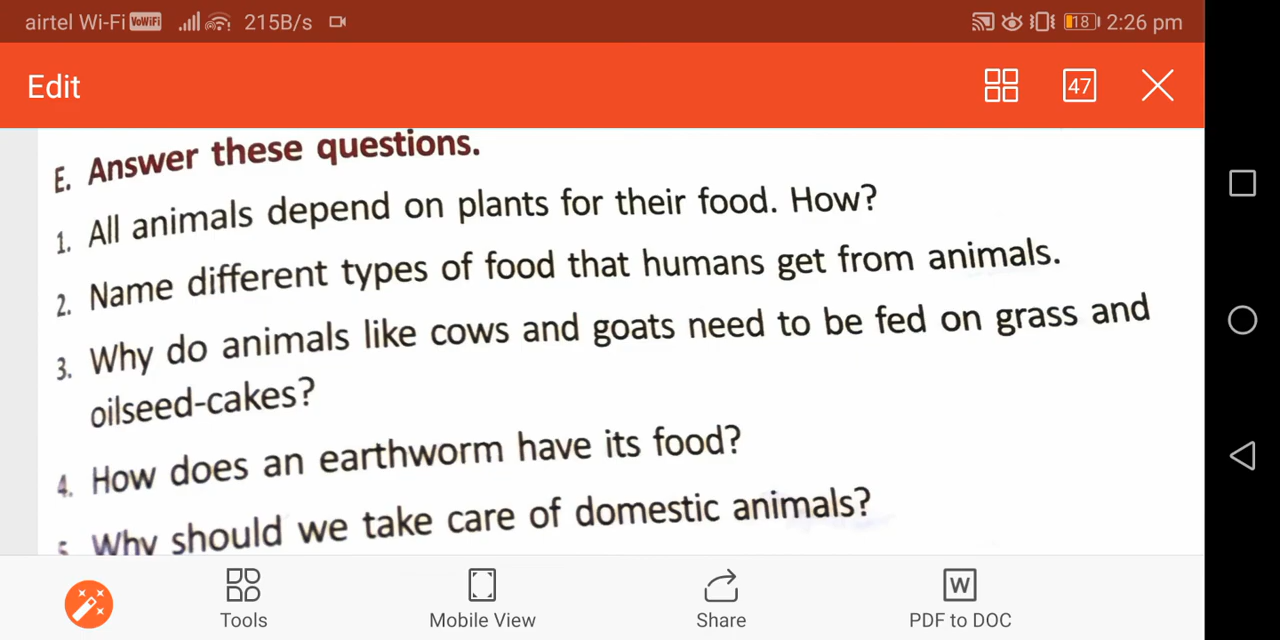 airtel Wi-Fi VoWiFi 215B/s 18 2:26 pm
Edit 47
E. Answer these questions.
1. All animals depend on plants for their food. How?
2. Name different types of food that humans get from animals.
3. Why do animals like cows and goats need to be fed on grass and
oilseed-cakes?
4. How does an earthworm have its food?
5. Why should we take care of domestic animals?
Tools Mobile View Share W PDF to DOC